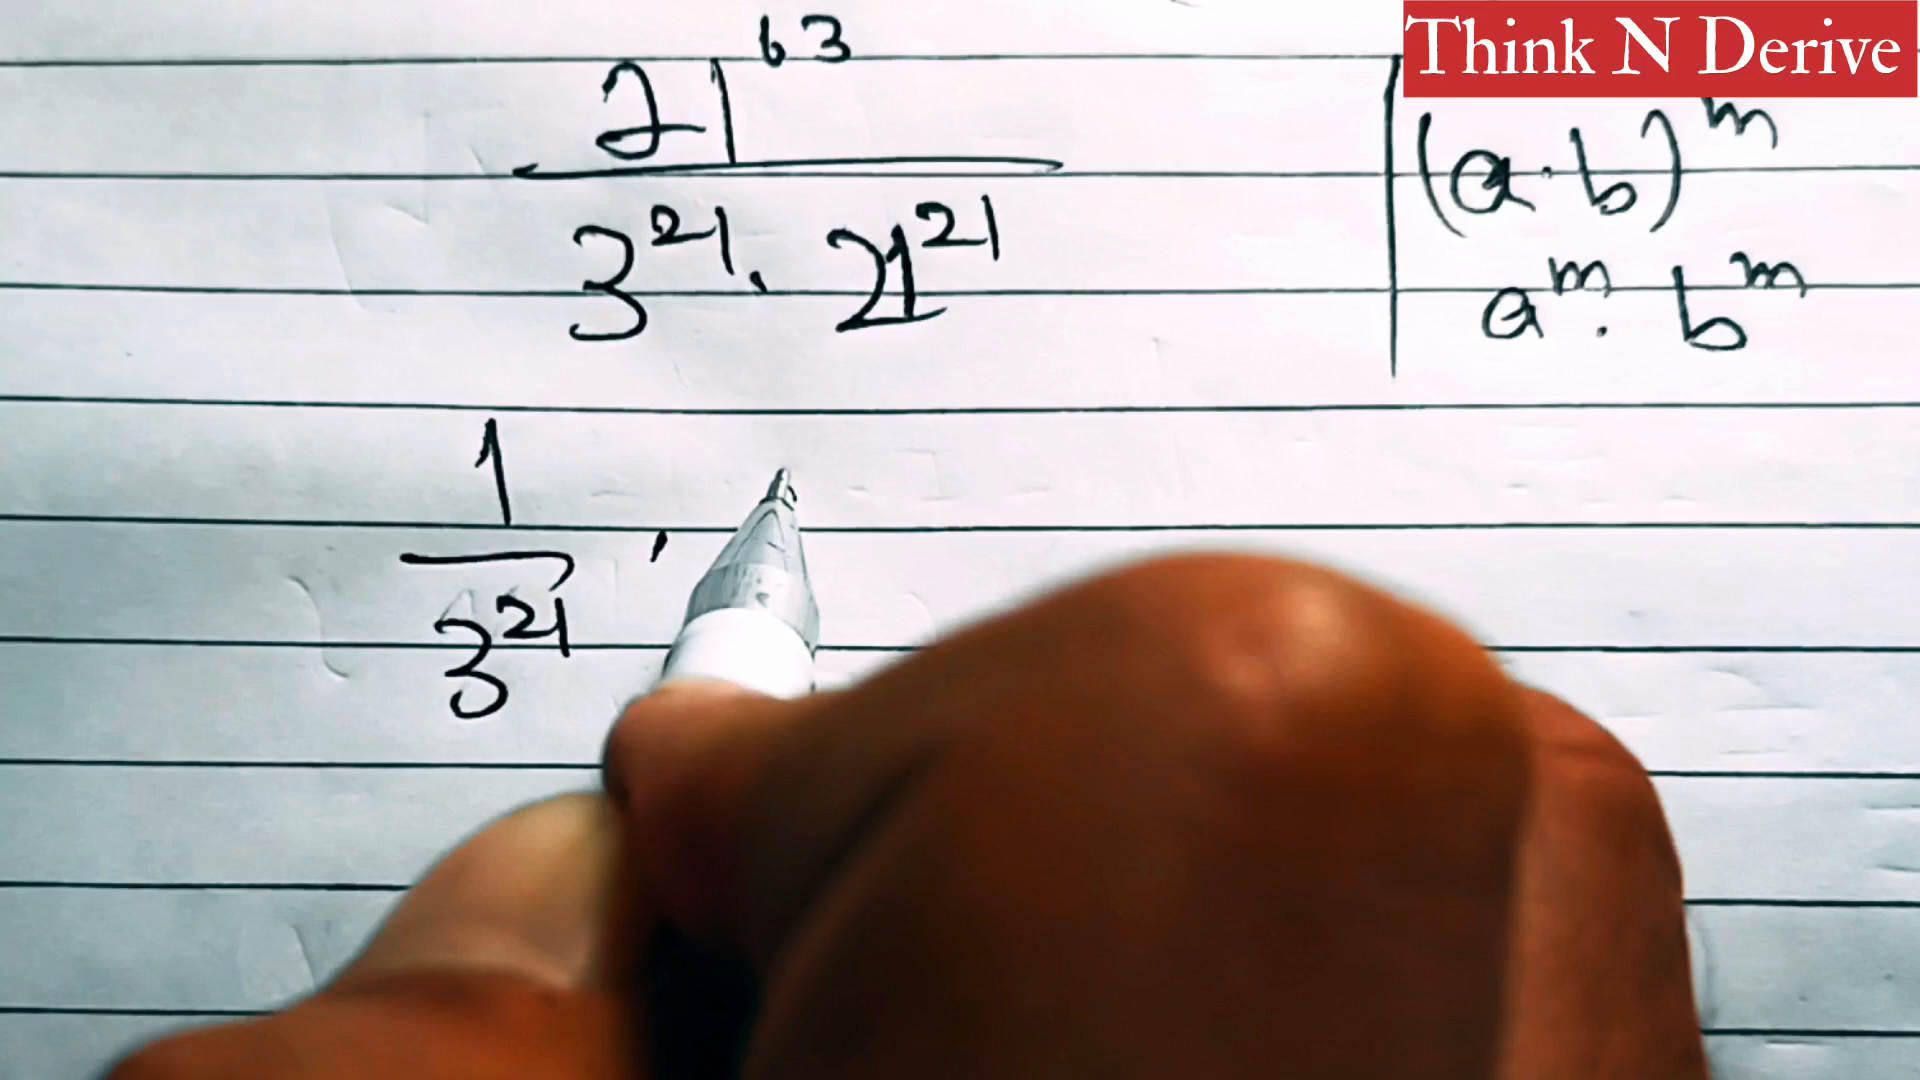 Think N Derive
21^63
3^21 · 21^21
(a·b)^m
a^m · b^m
1
3^21 ·